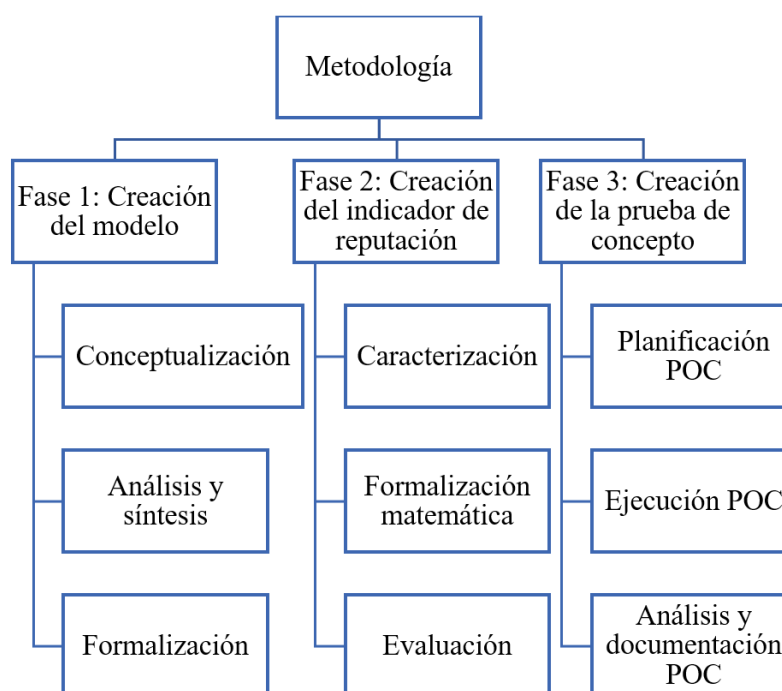 Metodología
Fase 1: Creación
del modelo
Conceptualización
Análisis y
síntesis
Formalización
Fase 2: Creación
del indicador de
reputación
Caracterización
Formalización
matemática
Evaluación
Fase 3: Creación
de la prueba de
concepto
Planificación
POC
Ejecución POC
Análisis y
documentación
POC